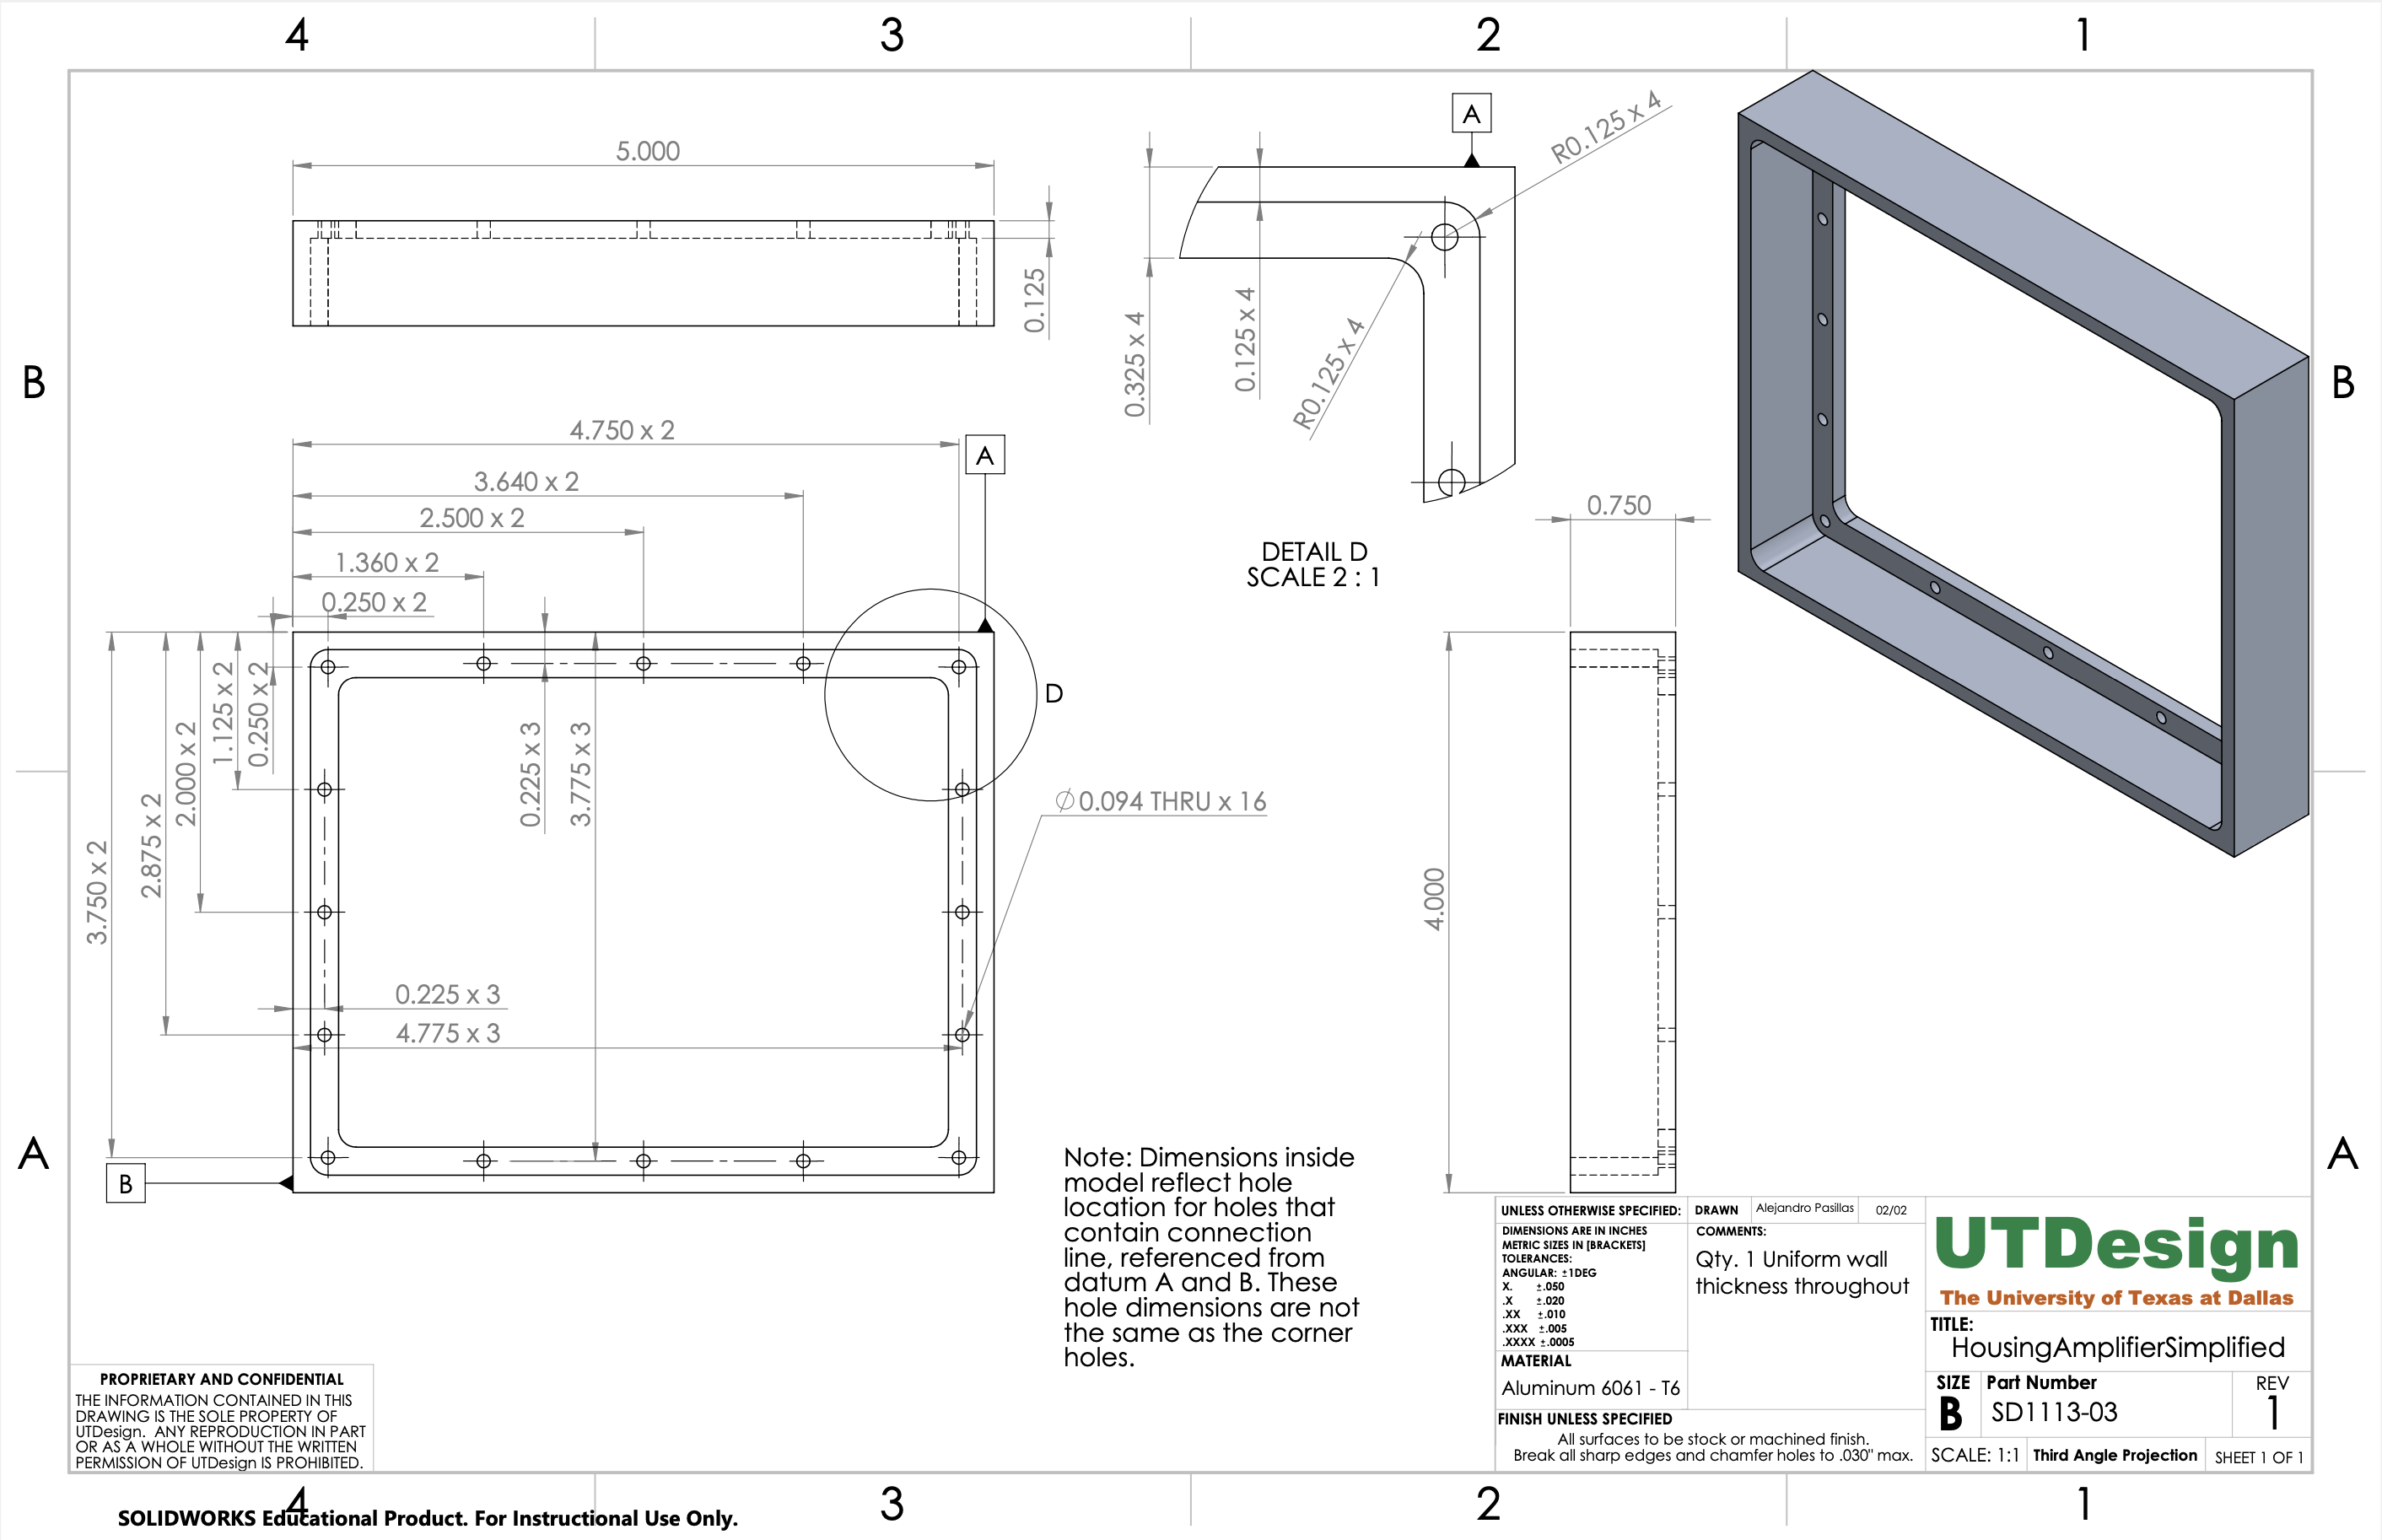 4 3 2 1
B B
A A
5.000
0.125
A
R0.125 x 4
0.325 x 4
0.125 x 4
R0.125 x 4
DETAIL D
SCALE 2 : 1
4.750 x 2
A
3.640 x 2
2.500 x 2
1.360 x 2
0.250 x 2
3.750 x 2
2.875 x 2
2.000 x 2
1.125 x 2
0.250 x 2
0.225 x 3
3.775 x 3
D
∅0.094 THRU x 16
0.225 x 3
4.775 x 3
B
0.750
4.000
Note: Dimensions inside
model reflect hole
location for holes that
contain connection
line, referenced from
datum A and B. These
hole dimensions are not
the same as the corner
holes.
PROPRIETARY AND CONFIDENTIAL
THE INFORMATION CONTAINED IN THIS
DRAWING IS THE SOLE PROPERTY OF
UTDesign. ANY REPRODUCTION IN PART
OR AS A WHOLE WITHOUT THE WRITTEN
PERMISSION OF UTDesign IS PROHIBITED.
UNLESS OTHERWISE SPECIFIED:
DIMENSIONS ARE IN INCHES
METRIC SIZES IN [BRACKETS]
TOLERANCES:
ANGULAR: ±1DEG
X. ±.050
.X ±.020
.XX ±.010
.XXX ±.005
.XXXX ±.0005
MATERIAL
Aluminum 6061 - T6
DRAWN Alejandro Pasillas 02/02
COMMENTS:
Qty. 1 Uniform wall
thickness throughout
FINISH UNLESS SPECIFIED
All surfaces to be stock or machined finish.
Break all sharp edges and chamfer holes to .030" max.
UTDesign
The University of Texas at Dallas
TITLE:
HousingAmplifierSimplified
SIZE Part Number REV
B SD1113-03 1
SCALE: 1:1 Third Angle Projection SHEET 1 OF 1
4 3 2 1
SOLIDWORKS Educational Product. For Instructional Use Only.